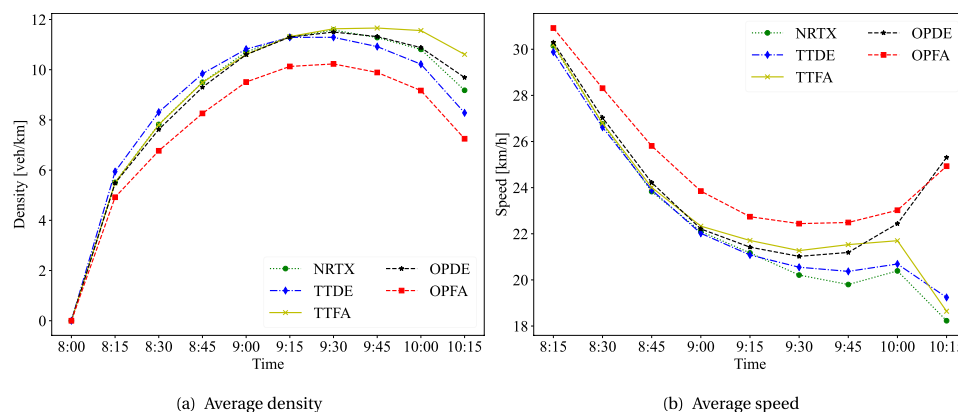 12
10
8
6
4
2
0
Density [veh/km]
NRTX
TTDE
TTFA
OPDE
OPFA
8:00 8:15 8:30 8:45 9:00 9:15 9:30 9:45 10:00 10:15
Time
(a) Average density
30
28
26
24
22
20
18
Speed [km/h]
NRTX
TTDE
TTFA
OPDE
OPFA
8:15 8:30 8:45 9:00 9:15 9:30 9:45 10:00 10:15
Time
(b) Average speed